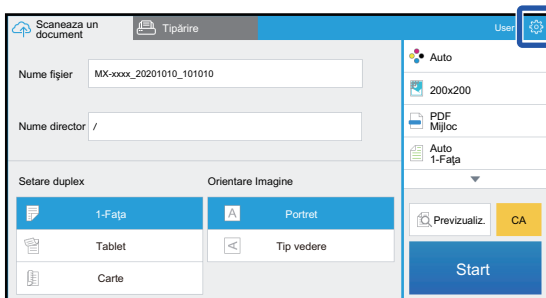 Scaneaza un
document
Tipărire
User
Nume fişier
MX-xxxx_20201010_101010
Nume director
/
Setare duplex
Orientare Imagine
1-Faţa
Tablet
Carte
A
Portret
A
Tip vedere
Auto
200x200
PDF
Mijloc
Auto
1-Faţa
Previzualiz.
CA
Start